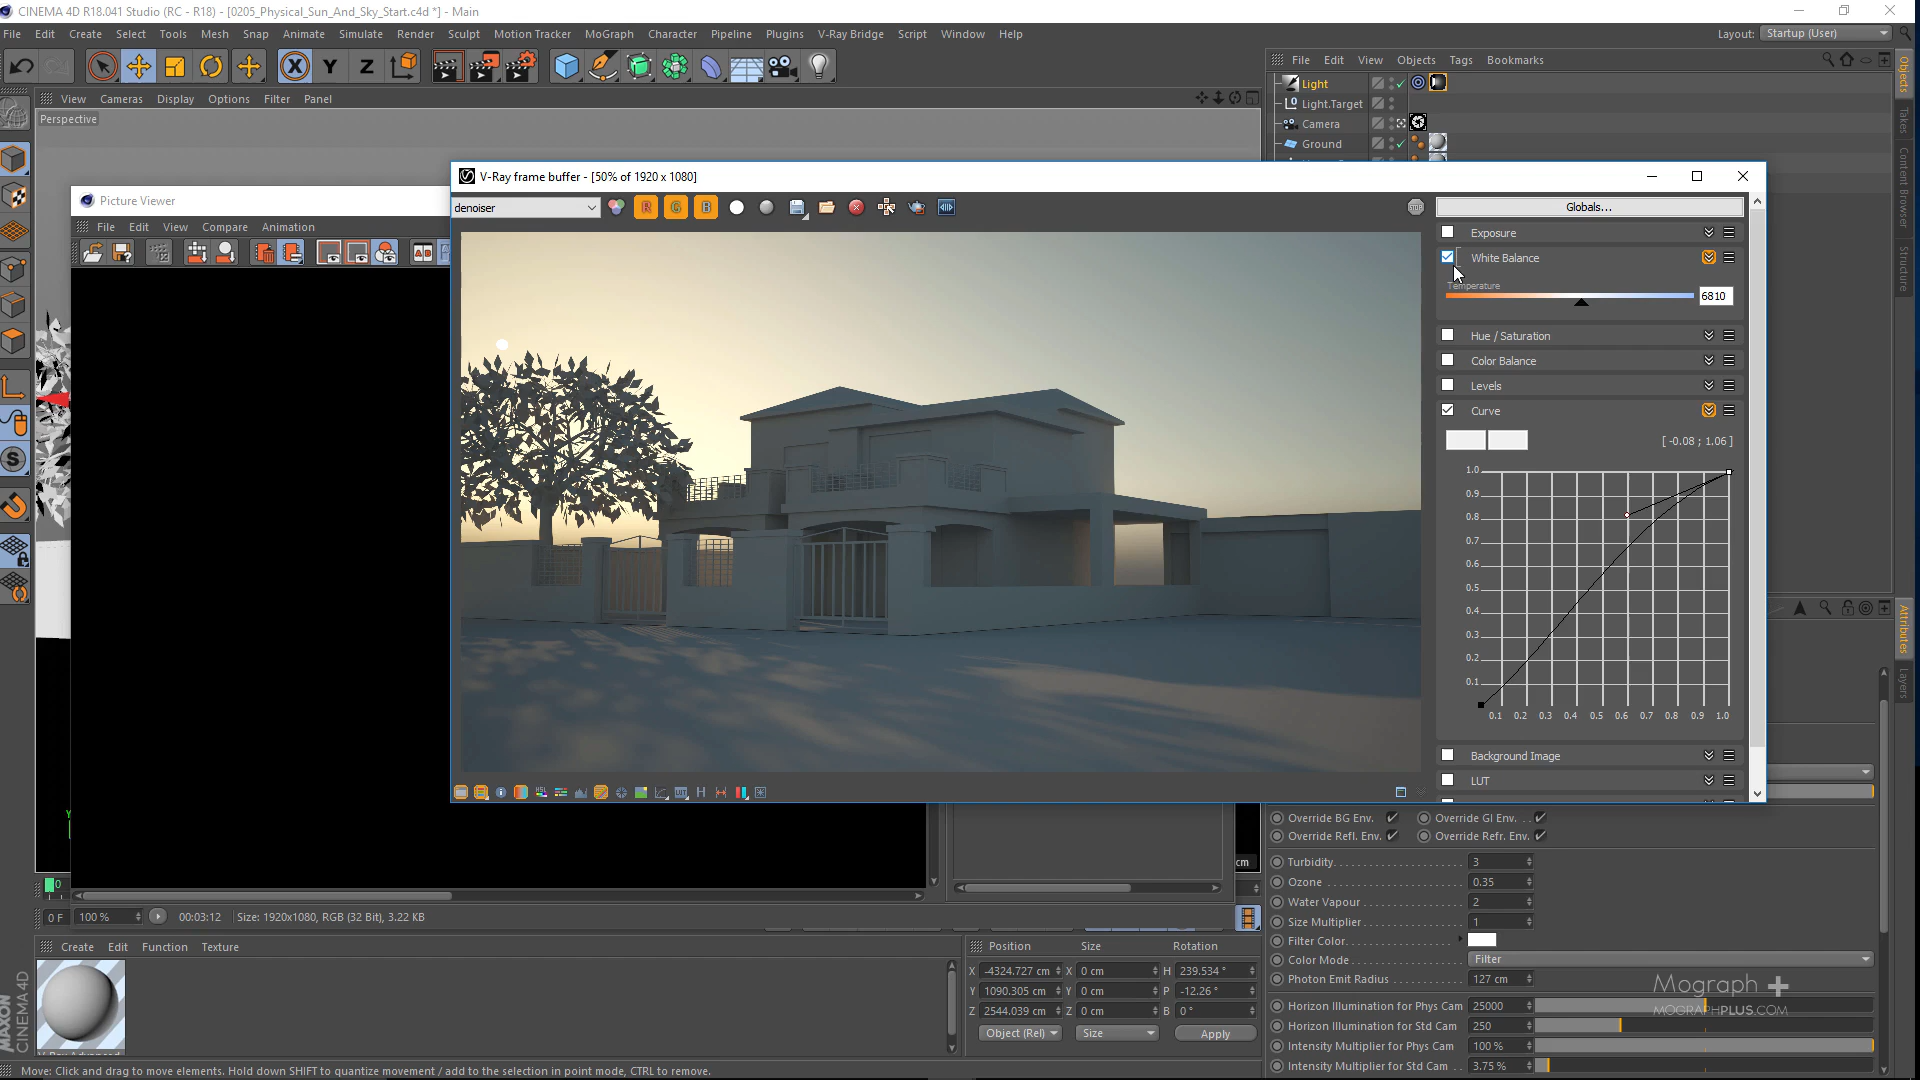 CINEMA 4D R18.041 Studio (RC - R18) - [0205_Physical_Sun_And_Sky_Start.c4d *] - Main
File Edit Create Select Tools Mesh Snap Animate Simulate Render Sculpt Motion Tracker MoGraph Character Pipeline Plugins V-Ray Bridge Script Window Help
Layout: Startup (User)
X Y Z
File Edit View Objects Tags Bookmarks
View Cameras Display Options Filter Panel
Perspective
Light
Light.Target
Camera
Ground
Objects
Takes
Content Browser
Structure
Attributes
Layers
Picture Viewer
File Edit View Compare Animation
V-Ray frame buffer - [50% of 1920 x 1080]
denoiser
R G B
STOP
Globals...
Exposure
White Balance
Temperature
6810
Hue / Saturation
Color Balance
Levels
Curve
[ -0.08 ; 1.06 ]
1.0
0.9
0.8
0.7
0.6
0.5
0.4
0.3
0.2
0.1
0.1 0.2 0.3 0.4 0.5 0.6 0.7 0.8 0.9 1.0
Background Image
LUT
Override BG Env. Override GI Env. . .
Override Refl. Env. Override Refr. Env.
Turbidity 3
Ozone 0.35
Water Vapour 2
Size Multiplier 1
Filter Color
Color Mode Filter
Photon Emit Radius 127 cm
Horizon Illumination for Phys Cam 25000
Horizon Illumination for Std Cam 250
Intensity Multiplier for Phys Cam 100 %
Intensity Multiplier for Std Cam . . 3.75 %
Mograph +
MOGRAPHPLUS.COM
cm
0
0 F
100 % 00:03:12 Size: 1920x1080, RGB (32 Bit), 3.22 KB
Create Edit Function Texture
V-Ray Advanced
Position Size Rotation
X -4324.727 cm X 0 cm H 239.534 °
Y 1090.305 cm Y 0 cm P -12.26 °
Z 2544.039 cm Z 0 cm B 0 °
Object (Rel) Size Apply
MAXON
CINEMA 4D
Move: Click and drag to move elements. Hold down SHIFT to quantize movement / add to the selection in point mode, CTRL to remove.